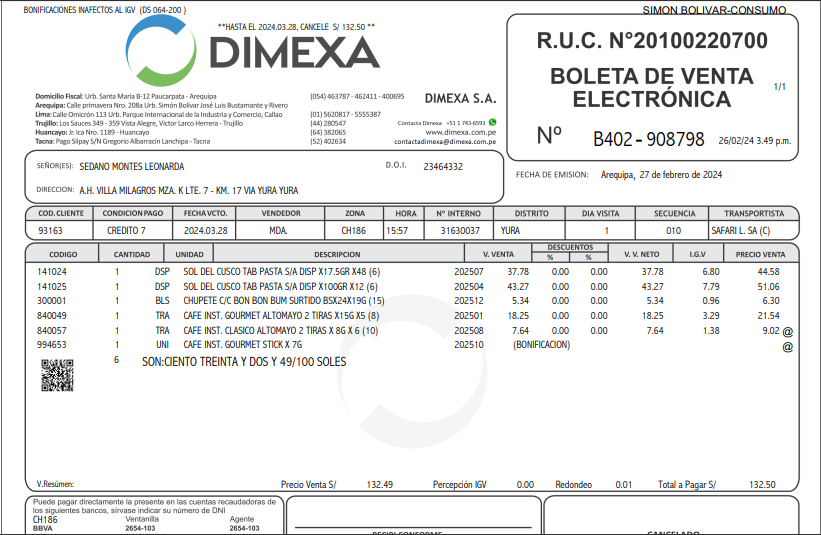 BONIFICACIONES INAFECTOS AL IGV (DS 064-200 )
SIMON BOLIVAR-CONSUMO
**HASTA EL 2024.03.28, CANCELE S/ 132.50 **
DIMEXA
R.U.C. N°20100220700
BOLETA DE VENTA
ELECTRÓNICA
1/1
Nº B402 - 908798 26/02/24 3.49 p.m.
Domicilio Fiscal: Urb. Santa María B-12 Paucarpata - Arequipa (054) 463787 - 462411 - 400695
Arequipa: Calle primavera Nro. 208a Urb. Simón Bolívar José Luis Bustamante y Rivero
Lima: Calle Omicrón 113 Urb. Parque Internacional de la Industria y Comercio, Callao (01) 5620817 - 5555387
Trujillo: Los Sauces 349 - 359 Vista Alegre, Victor Larco Herrera - Trujillo (44) 280547
Huancayo: Jr. Ica Nro. 1189 - Huancayo (64) 382065
Tacna: Pago Silpay S/N Gregorio Albarracín Lanchipa - Tacna (52) 402634
DIMEXA S.A.
Contacta Dimexa +51 1 743-6593
www.dimexa.com.pe
contactadimexa@dimexa.com.pe
SEÑOR(ES): SEDANO MONTES LEONARDA D.O.I. 23464332
DIRECCION: A.H. VILLA MILAGROS MZA. K LTE. 7 - KM. 17 VIA YURA YURA
FECHA DE EMISION: Arequipa, 27 de febrero de 2024
COD.CLIENTE CONDICION PAGO FECHA VCTO. VENDEDOR ZONA HORA Nº INTERNO DISTRITO DIA VISITA SECUENCIA TRANSPORTISTA
93163 CREDITO 7 2024.03.28 MDA. CH186 15:57 31630037 YURA 1 010 SAFARI L. SA (C)
CODIGO CANTIDAD UNIDAD DESCRIPCION V. VENTA DESCUENTOS % % V. V. NETO I.G.V PRECIO VENTA
141024 1 DSP SOL DEL CUSCO TAB PASTA S/A DISP X17.5GR X48 (6) 202507 37.78 0.00 0.00 37.78 6.80 44.58
141025 1 DSP SOL DEL CUSCO TAB PASTA S/A DISP X100GR X12 (6) 202504 43.27 0.00 0.00 43.27 7.79 51.06
300001 1 BLS CHUPETE C/C BON BON BUM SURTIDO BSX24X19G (15) 202512 5.34 0.00 0.00 5.34 0.96 6.30
840049 1 TRA CAFE INST. GOURMET ALTOMAYO 2 TIRAS X15G X5 (8) 202501 18.25 0.00 0.00 18.25 3.29 21.54
840057 1 TRA CAFE INST. CLASICO ALTOMAYO 2 TIRAS X 8G X 6 (10) 202508 7.64 0.00 0.00 7.64 1.38 9.02 @
994653 1 UNI CAFE INST. GOURMET STICK X 7G 202510 (BONIFICACION) @
6 SON:CIENTO TREINTA Y DOS Y 49/100 SOLES
V.Resúmen: Precio Venta S/ 132.49 Percepción IGV 0.00 Redondeo 0.01 Total a Pagar S/ 132.50
Puede pagar directamente la presente en las cuentas recaudadoras de
los siguientes bancos, sírvase indicar su número de DNI
CH186 Ventanilla Agente
BBVA 2654-103 2654-103
RECIBI CONFORME
CANCELADO